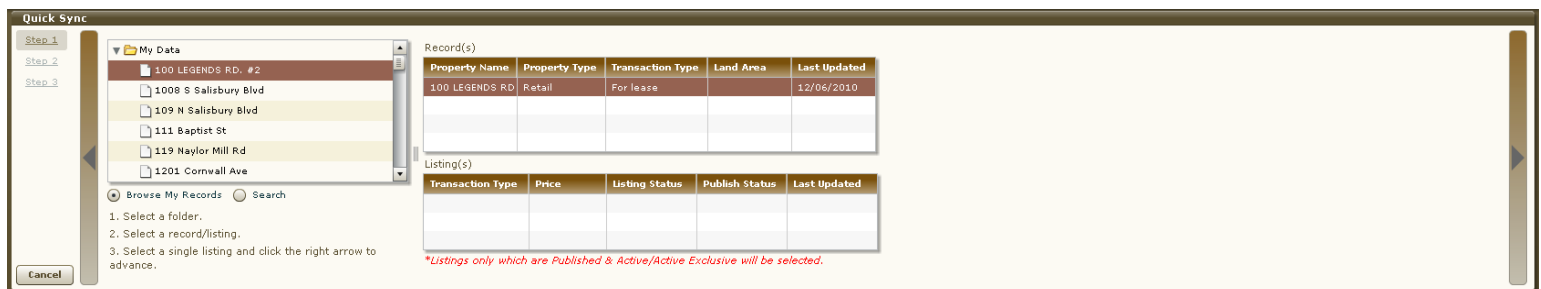 Quick Sync
Step 1
Step 2
Step 3
Cancel
My Data
100 LEGENDS RD. #2
1008 S Salisbury Blvd
109 N Salisbury Blvd
111 Baptist St
119 Naylor Mill Rd
1201 Cornwall Ave
Browse My Records Search
1. Select a folder.
2. Select a record/listing.
3. Select a single listing and click the right arrow to
advance.
Record(s)
Property Name Property Type Transaction Type Land Area Last Updated
100 LEGENDS RD Retail For lease 12/06/2010
Listing(s)
Transaction Type Price Listing Status Publish Status Last Updated
*Listings only which are Published & Active/Active Exclusive will be selected.